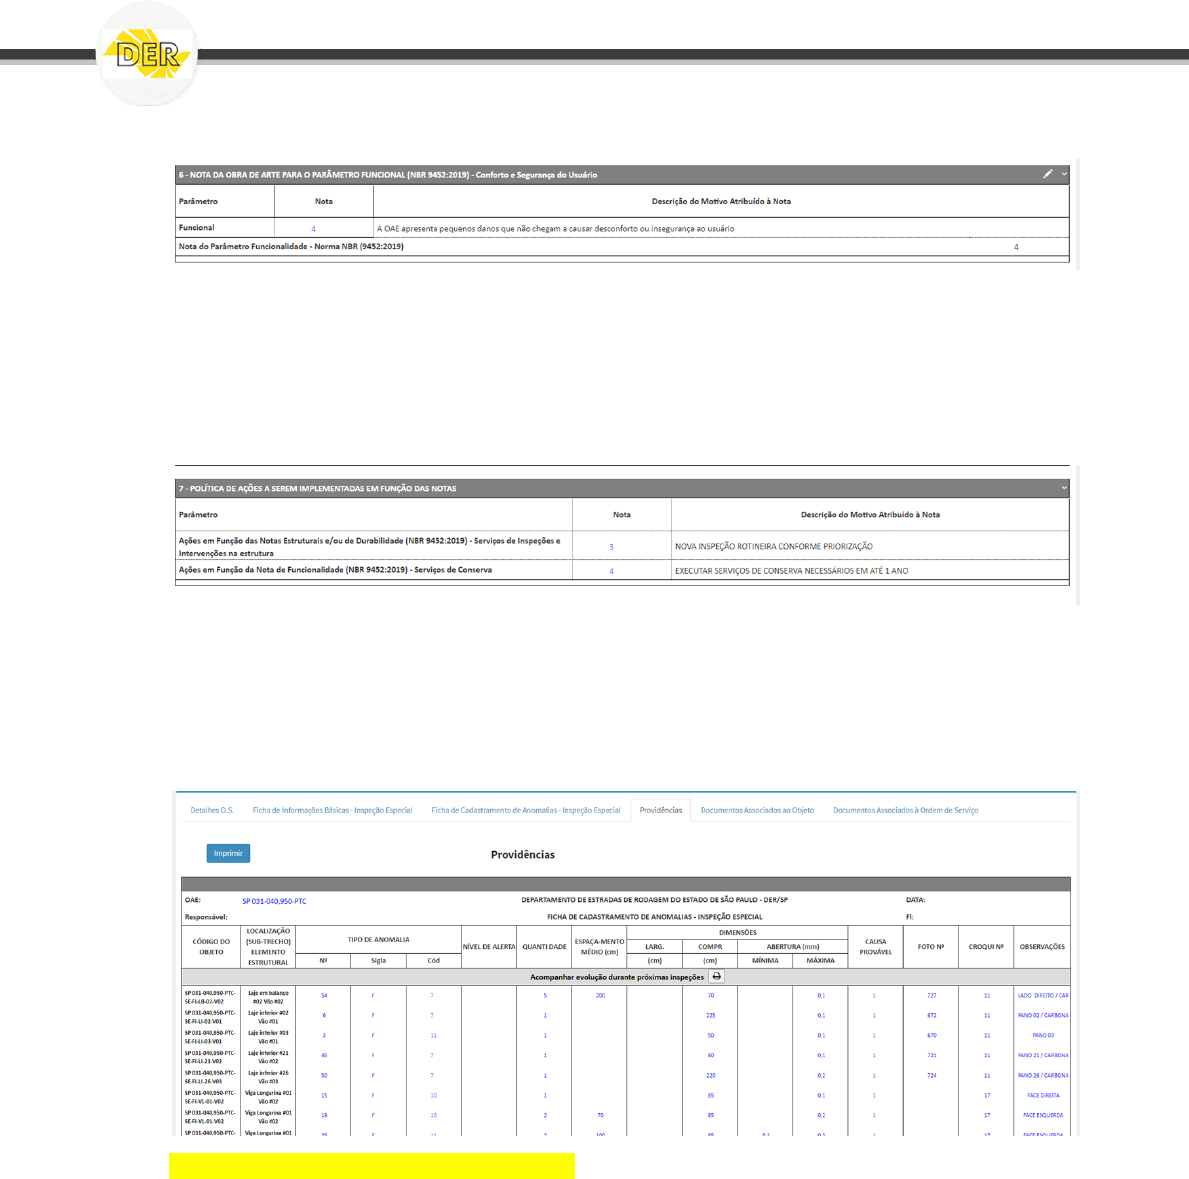 DER
6 - NOTA DA OBRA DE ARTE PARA O PARÂMETRO FUNCIONAL (NBR 9452:2019) - Conforto e Segurança do Usuário
Parâmetro Nota Descrição do Motivo Atribuído à Nota
Funcional 4 A OAE apresenta pequenos danos que não chegam a causar desconforto ou insegurança ao usuário
Nota do Parâmetro Funcionalidade - Norma NBR (9452:2019) 4
7 - POLÍTICA DE AÇÕES A SEREM IMPLEMENTADAS EM FUNÇÃO DAS NOTAS
Parâmetro Nota Descrição do Motivo Atribuído à Nota
Ações em Função das Notas Estruturais e/ou de Durabilidade (NBR 9452:2019) - Serviços de Inspeções e
Intervenções na estrutura 3 NOVA INSPEÇÃO ROTINEIRA CONFORME PRIORIZAÇÃO
Ações em Função da Nota de Funcionalidade (NBR 9452:2019) - Serviços de Conserva 4 EXECUTAR SERVIÇOS DE CONSERVA NECESSÁRIOS EM ATÉ 1 ANO
Detalhes O.S. Ficha de Informações Básicas - Inspeção Especial Ficha de Cadastramento de Anomalias - Inspeção Especial Providências Documentos Associados ao Objeto Documentos Associados à Ordem de Serviço
Imprimir Providências
OAE: SP 031-040,950-PTC DEPARTAMENTO DE ESTRADAS DE RODAGEM DO ESTADO DE SÃO PAULO - DER/SP DATA:
Responsável: FICHA DE CADASTRAMENTO DE ANOMALIAS - INSPEÇÃO ESPECIAL FI:
CÓDIGO DO OBJETO LOCALIZAÇÃO (SUB-TRECHO) ELEMENTO ESTRUTURAL TIPO DE ANOMALIA NÍVEL DE ALERTA QUANTIDADE ESPAÇA-MENTO MÉDIO (cm) DIMENSÕES CAUSA PROVÁVEL FOTO Nº CROQUI Nº OBSERVAÇÕES
LARG. COMPR ABERTURA (mm)
Nº Sigla Cód (cm) (cm) MÍNIMA MÁXIMA
Acompanhar evolução durante próximas inspeções
SP 031-040,950-PTC-SE-FI-LB-02-V02 Laje em balanço #02 Vão #02 54 F 7 5 200 70 0,1 1 727 11 LADO DIREITO / CAR
SP 031-040,950-PTC-SE-FI-LI-02-V01 Laje inferior #02 Vão #01 6 F 7 1 225 0,1 1 672 11 PANO 02 / CARBONA
SP 031-040,950-PTC-SE-FI-LI-03-V01 Laje inferior #03 Vão #01 3 F 11 1 50 0,1 1 670 11 PANO 03
SP 031-040,950-PTC-SE-FI-LI-21-V02 Laje inferior #21 Vão #02 45 F 7 1 80 0,1 1 721 11 PANO 21 / CARBONA
SP 031-040,950-PTC-SE-FI-LI-26-V03 Laje inferior #26 Vão #03 50 F 7 1 220 0,2 1 724 11 PANO 26 / CARBONA
SP 031-040,950-PTC-SE-FI-VL-01-V02 Viga Longarina #01 Vão #02 15 F 10 1 85 0,1 1 17 FACE DIREITA
SP 031-040,950-PTC-SE-FI-VL-01-V02 Viga Longarina #01 Vão #02 19 F 10 2 70 85 0,2 1 17 FACE ESQUERDA
SP 031-040,950-PTC- Viga Longarina #01 25 F 11 100 85 0,1 1 17 FACE ESQUERDA